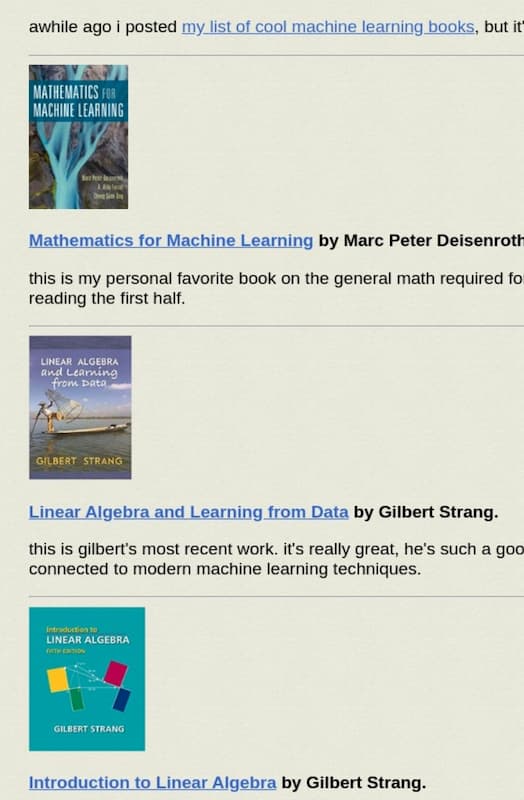 awhile ago i posted my list of cool machine learning books, but it'
MATHEMATICS FOR
MACHINE LEARNING
Marc Peter Deisenroth
A. Aldo Faisal
Cheng Soon Ong
Mathematics for Machine Learning by Marc Peter Deisenroth
this is my personal favorite book on the general math required fo
reading the first half.
LINEAR ALGEBRA
and Learning
from Data
GILBERT STRANG
Linear Algebra and Learning from Data by Gilbert Strang.
this is gilbert's most recent work. it's really great, he's such a goo
connected to modern machine learning techniques.
Introduction to
LINEAR ALGEBRA
FIFTH EDITION
GILBERT STRANG
Introduction to Linear Algebra by Gilbert Strang.